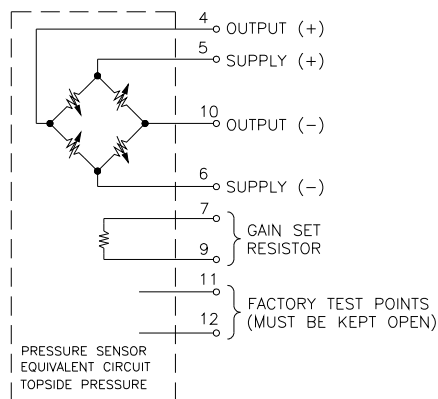 4 OUTPUT (+)
5 SUPPLY (+)
10 OUTPUT (-)
6 SUPPLY (-)
7
GAIN SET
RESISTOR
9
11
FACTORY TEST POINTS
(MUST BE KEPT OPEN)
12
PRESSURE SENSOR
EQUIVALENT CIRCUIT
TOPSIDE PRESSURE